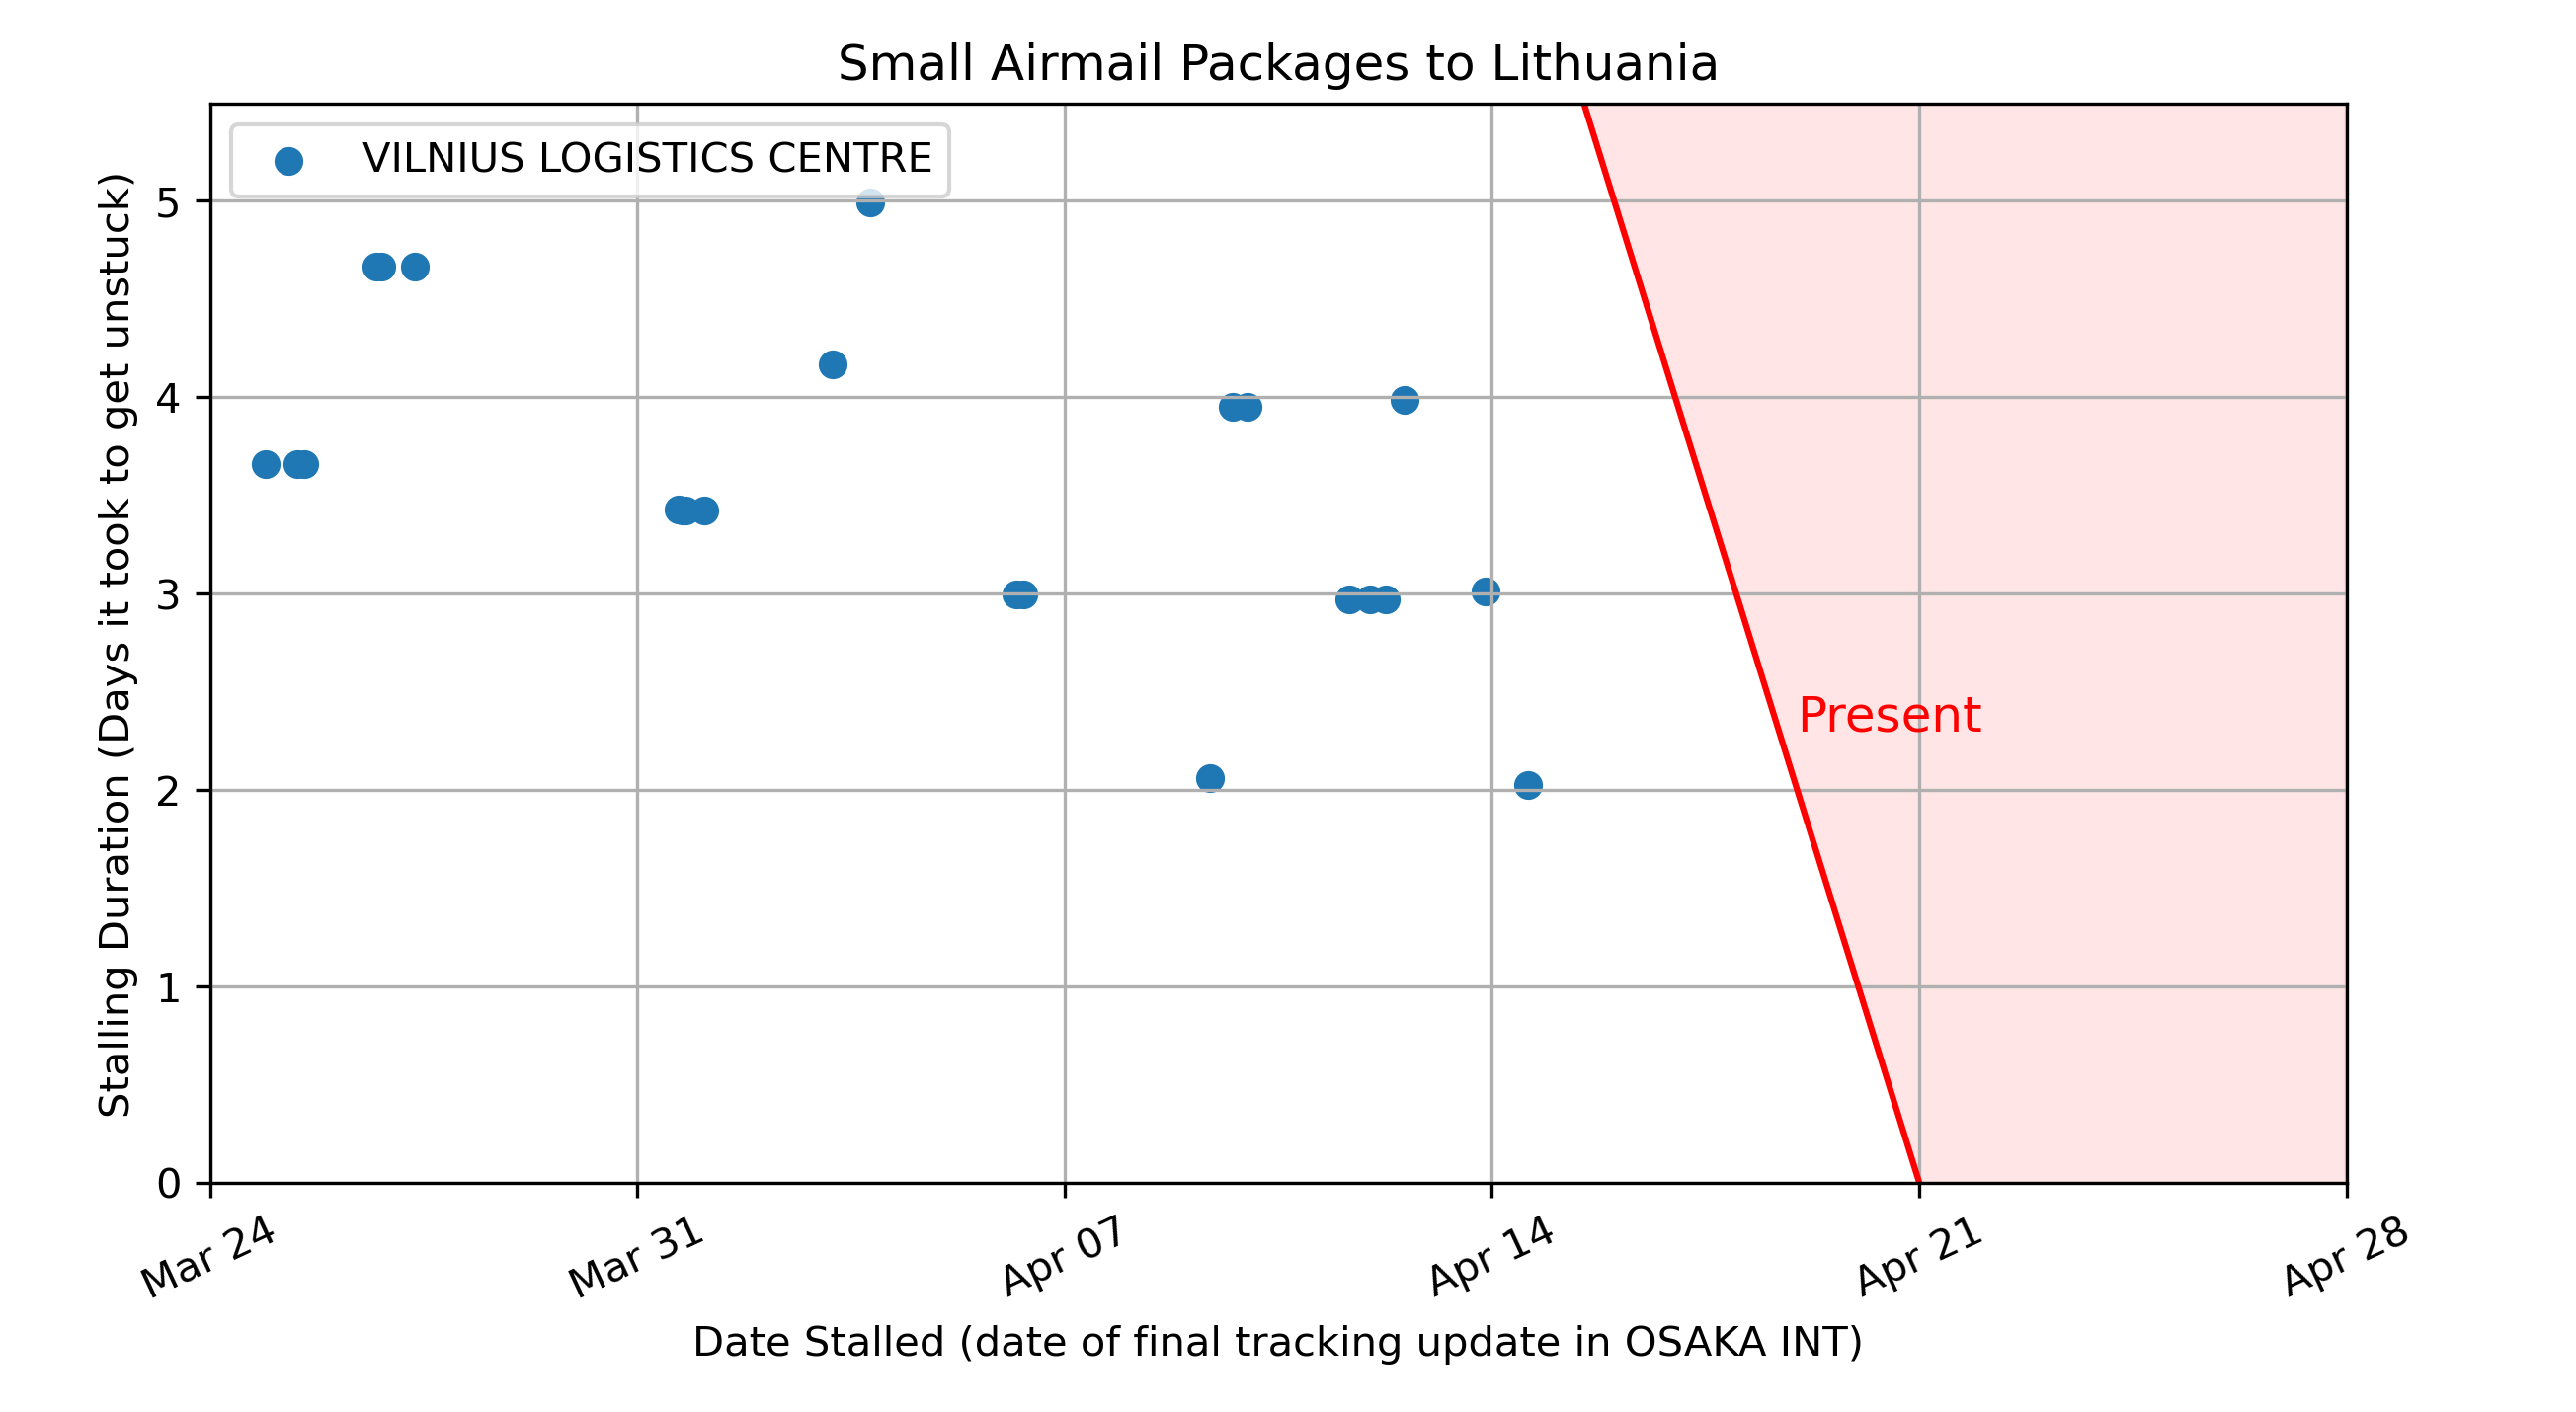 Small Airmail Packages to Lithuania
VILNIUS LOGISTICS CENTRE
Stalling Duration (Days it took to get unstuck)
5
4
3
2
1
0
Present
Mar 24
Mar 31
Apr 07
Apr 14
Apr 21
Apr 28
Date Stalled (date of final tracking update in OSAKA INT)